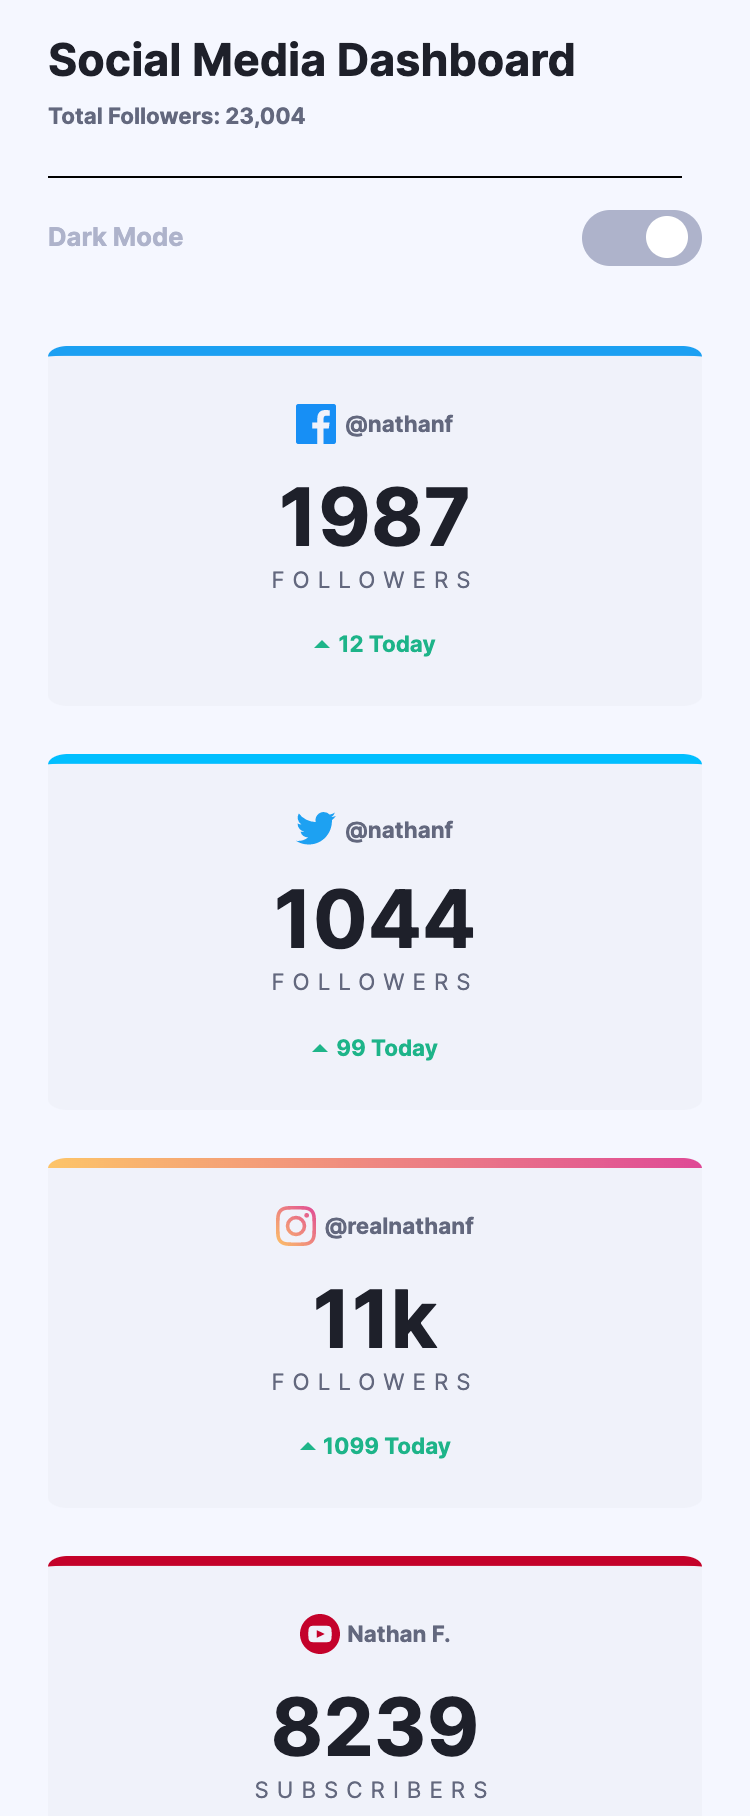 Social Media Dashboard
Total Followers: 23,004
Dark Mode
@nathanf
1987
FOLLOWERS
12 Today
@nathanf
1044
FOLLOWERS
99 Today
@realnathanf
11k
FOLLOWERS
1099 Today
Nathan F.
8239
SUBSCRIBERS